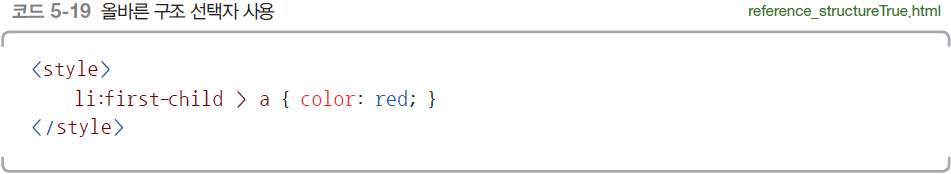 코드 5-19 올바른 구조 선택자 사용
reference_structureTrue.html
<style>
li:first-child > a { color: red; }
</style>